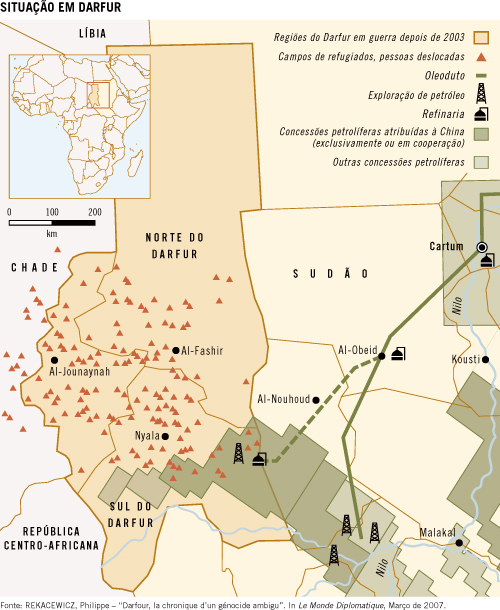 SITUAÇÃO EM DARFUR
LÍBIA
Regiões do Darfur em guerra depois de 2003
Campos de refugiados, pessoas deslocadas
Oleoduto
Exploração de petróleo
Refinaria
Concessões petrolíferas atribuídas à China
(exclusivamente ou em cooperação)
Outras concessões petrolíferas
0 100 200
km
NORTE DO
DARFUR
CHADE
SUDÃO
Cartum
Nilo
Al-Fashir
Al-Jounaynah
Al-Obeid
Kousti
Al-Nouhoud
Nyala
SUL DO
DARFUR
REPÚBLICA
CENTRO-AFRICANA
Malakal
Nilo
Fonte: REKACEWICZ, Philippe – “Darfour, la chronique d’un génocide ambigu”. In Le Monde Diplomatique, Março de 2007.